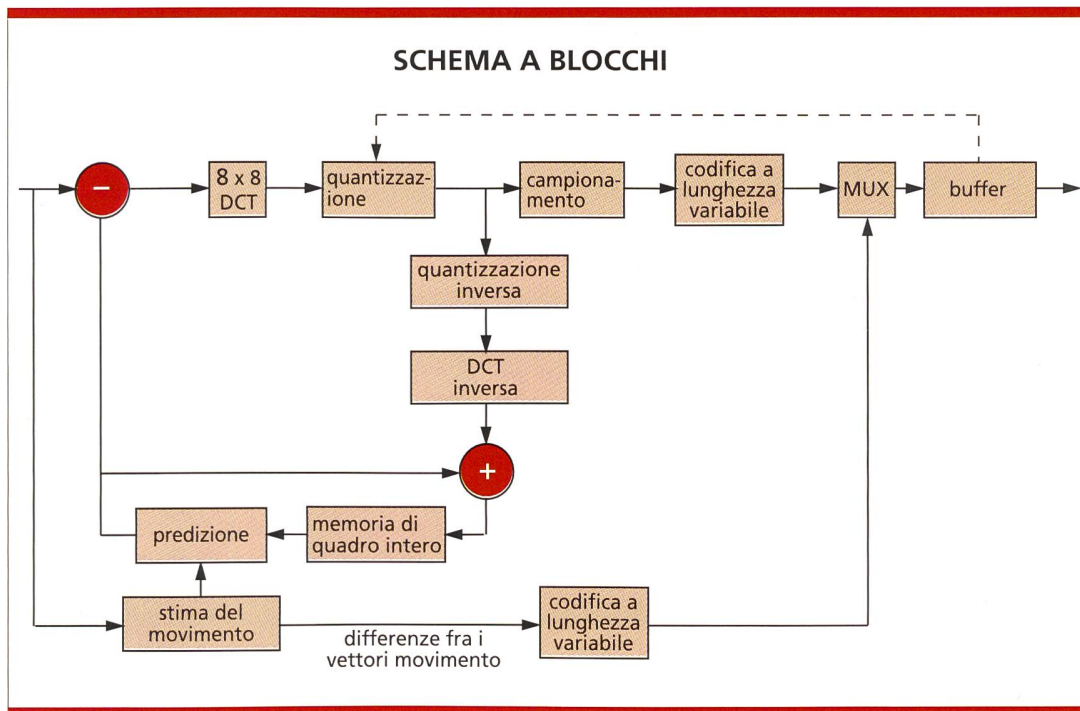 SCHEMA A BLOCCHI
−
8 x 8
DCT
quantizzaz-
ione
campiona-
mento
codifica a
lunghezza
variabile
MUX
buffer
quantizzazione
inversa
DCT
inversa
+
predizione
memoria di
quadro intero
stima del
movimento
differenze fra i
vettori movimento
codifica a
lunghezza
variabile